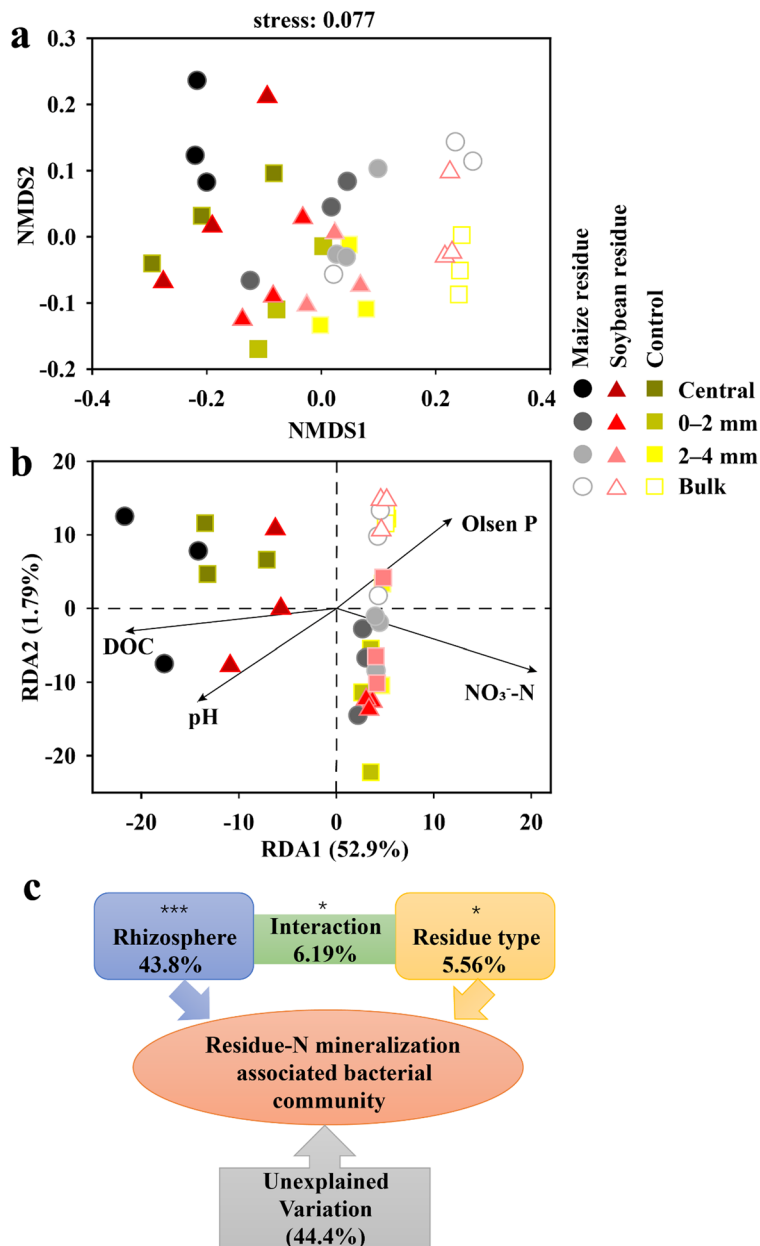 a
stress: 0.077
0.3
0.2
0.1
0.0
-0.1
-0.2
NMDS2
-0.4
-0.2
0.0
0.2
0.4
NMDS1
Maize residue
Soybean residue
Control
Central
0–2 mm
2–4 mm
Bulk
b
20
10
0
-10
-20
RDA2 (1.79%)
Olsen P
DOC
pH
NO₃⁻-N
-20
-10
0
10
20
RDA1 (52.9%)
c
***
Rhizosphere
43.8%
*
Interaction
6.19%
*
Residue type
5.56%
Residue-N mineralization
associated bacterial
community
Unexplained
Variation
(44.4%)